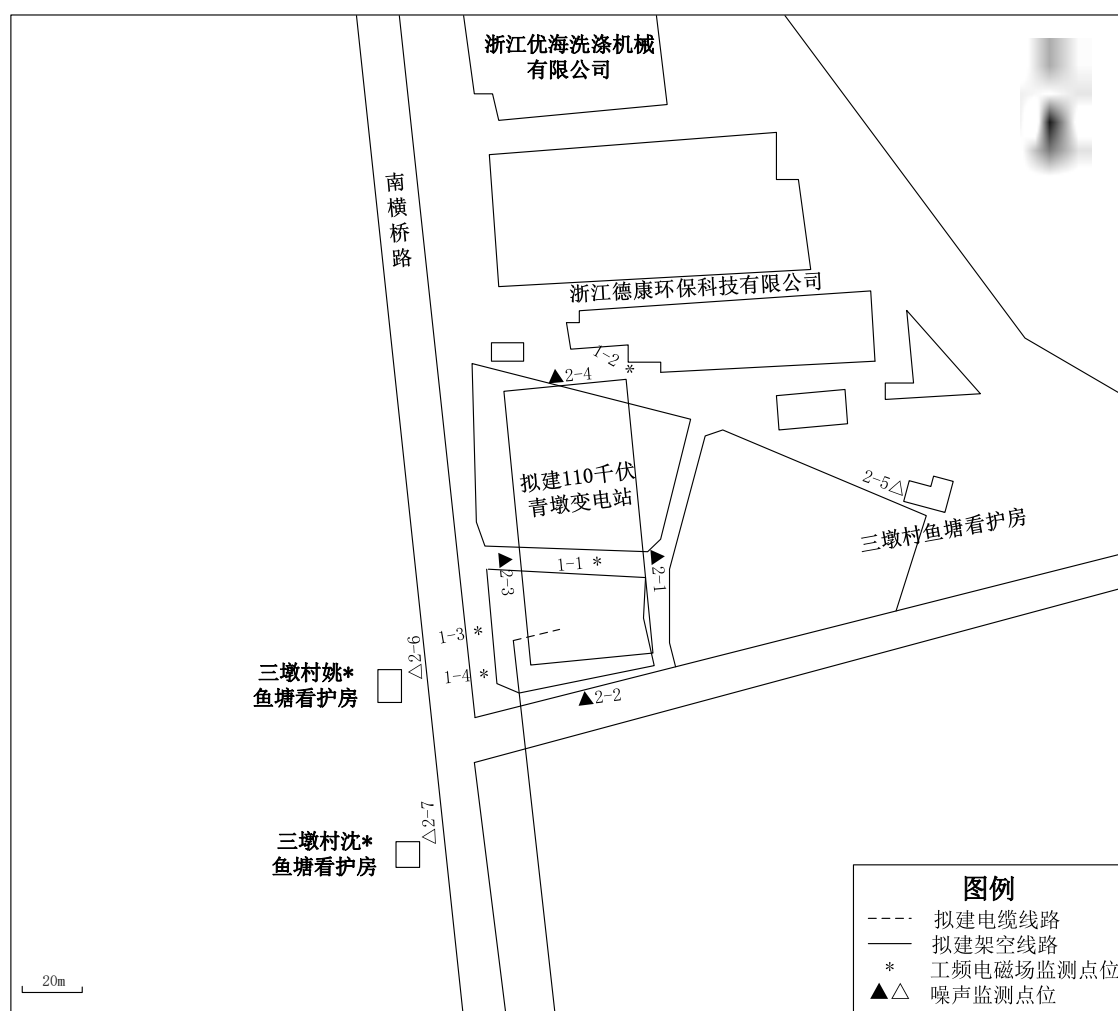 浙江优海洗涤机械
有限公司
南横桥路
浙江德康环保科技有限公司
1-2
2-4
拟建110千伏
青墩变电站
2-5
三墩村鱼塘看护房
1-1
2-3
2-1
1-3
2-6
三墩村姚*
鱼塘看护房
1-4
2-2
2-7
三墩村沈*
鱼塘看护房
图例
拟建电缆线路
拟建架空线路
* 工频电磁场监测点位
▲△ 噪声监测点位
20m